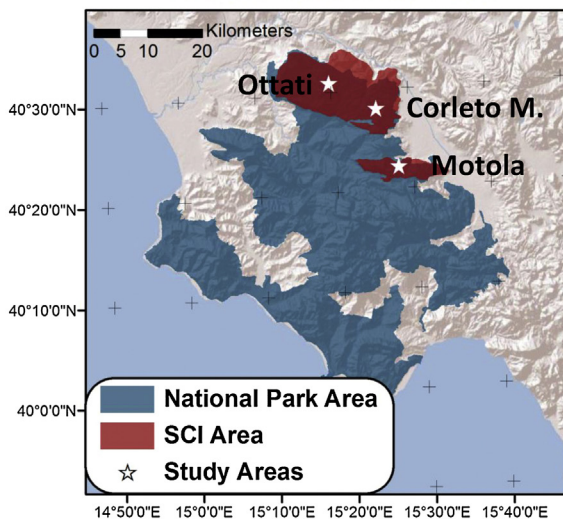 Kilometers
0 5 10 20
Ottati
Corleto M.
Motola
40°30'0"N
40°20'0"N
40°10'0"N
40°0'0"N
National Park Area
SCI Area
Study Areas
14°50'0"E 15°0'0"E 15°10'0"E 15°20'0"E 15°30'0"E 15°40'0"E